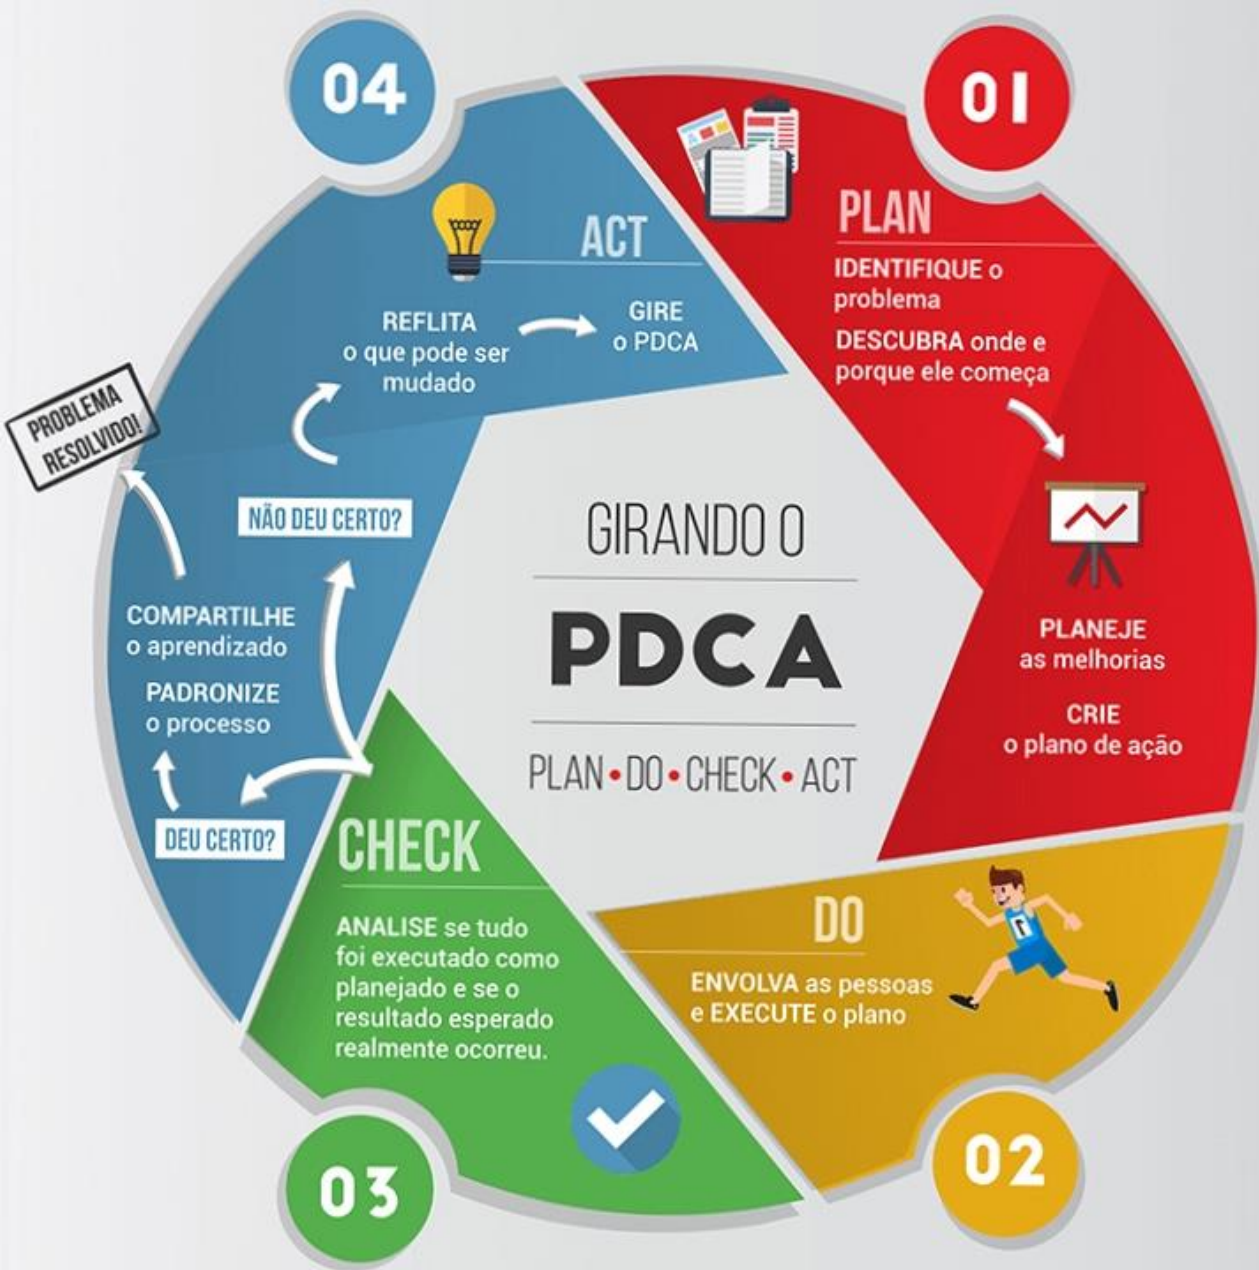 GIRANDO O
PDCA
PLAN • DO • CHECK • ACT
01
PLAN
IDENTIFIQUE o
problema
DESCUBRA onde e
porque ele começa
PLANEJE
as melhorias
CRIE
o plano de ação
02
DO
ENVOLVA as pessoas
e EXECUTE o plano
03
CHECK
ANALISE se tudo
foi executado como
planejado e se o
resultado esperado
realmente ocorreu.
04
ACT
DEU CERTO?
PADRONIZE
o processo
COMPARTILHE
o aprendizado
PROBLEMA
RESOLVIDO!
NÃO DEU CERTO?
REFLITA
o que pode ser
mudado
GIRE
o PDCA